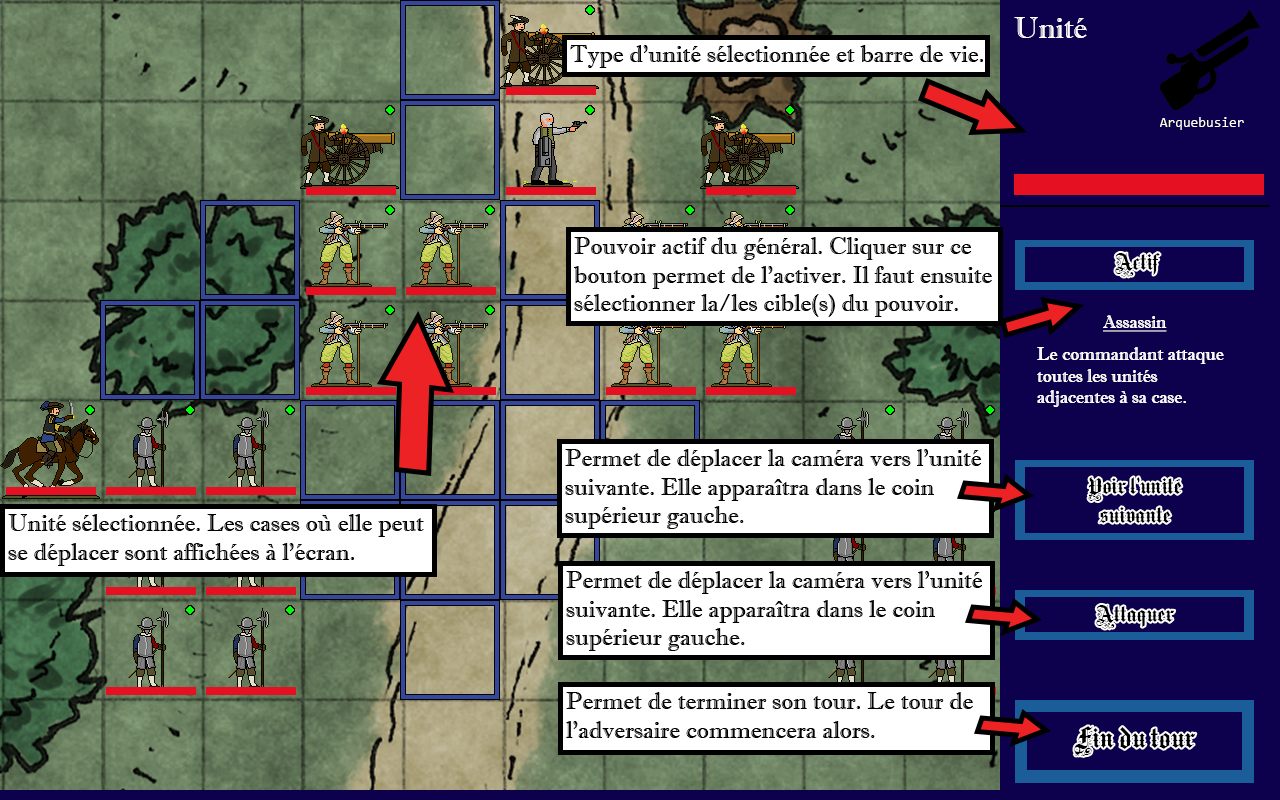 Unité
Type d'unité sélectionnée et barre de vie.
Arquebusier
Pouvoir actif du général. Cliquer sur ce
bouton permet de l'activer. Il faut ensuite
sélectionner la/les cible(s) du pouvoir.
Actif
Assassin
Le commandant attaque
toutes les unités
adjacentes à sa case.
Permet de déplacer la caméra vers l'unité
suivante. Elle apparaîtra dans le coin
supérieur gauche.
Voir l'unité
suivante
Unité sélectionnée. Les cases où elle peut
se déplacer sont affichées à l'écran.
Permet de déplacer la caméra vers l'unité
suivante. Elle apparaîtra dans le coin
supérieur gauche.
Attaquer
Permet de terminer son tour. Le tour de
l'adversaire commencera alors.
Fin du tour